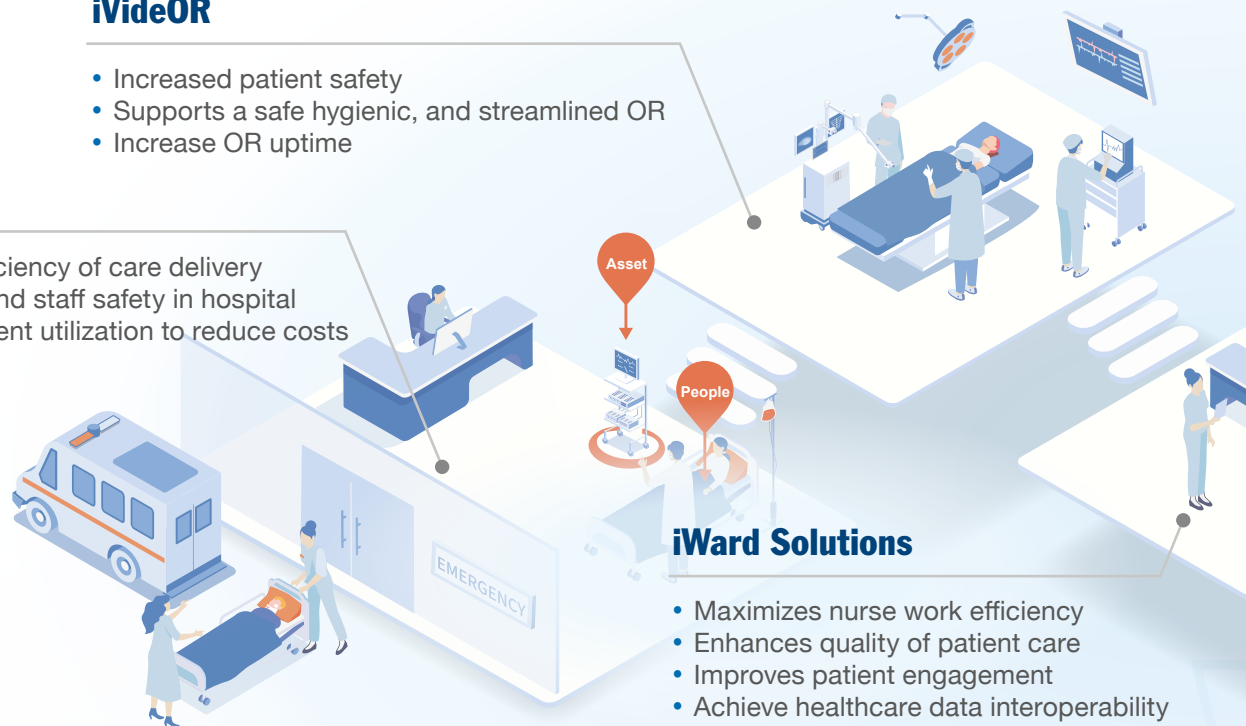 iVideOR
• Increased patient safety
• Supports a safe hygienic, and streamlined OR
• Increase OR uptime
ciency of care delivery
nd staff safety in hospital
ent utilization to reduce costs
Asset
People
EMERGENCY
iWard Solutions
• Maximizes nurse work efficiency
• Enhances quality of patient care
• Improves patient engagement
• Achieve healthcare data interoperability